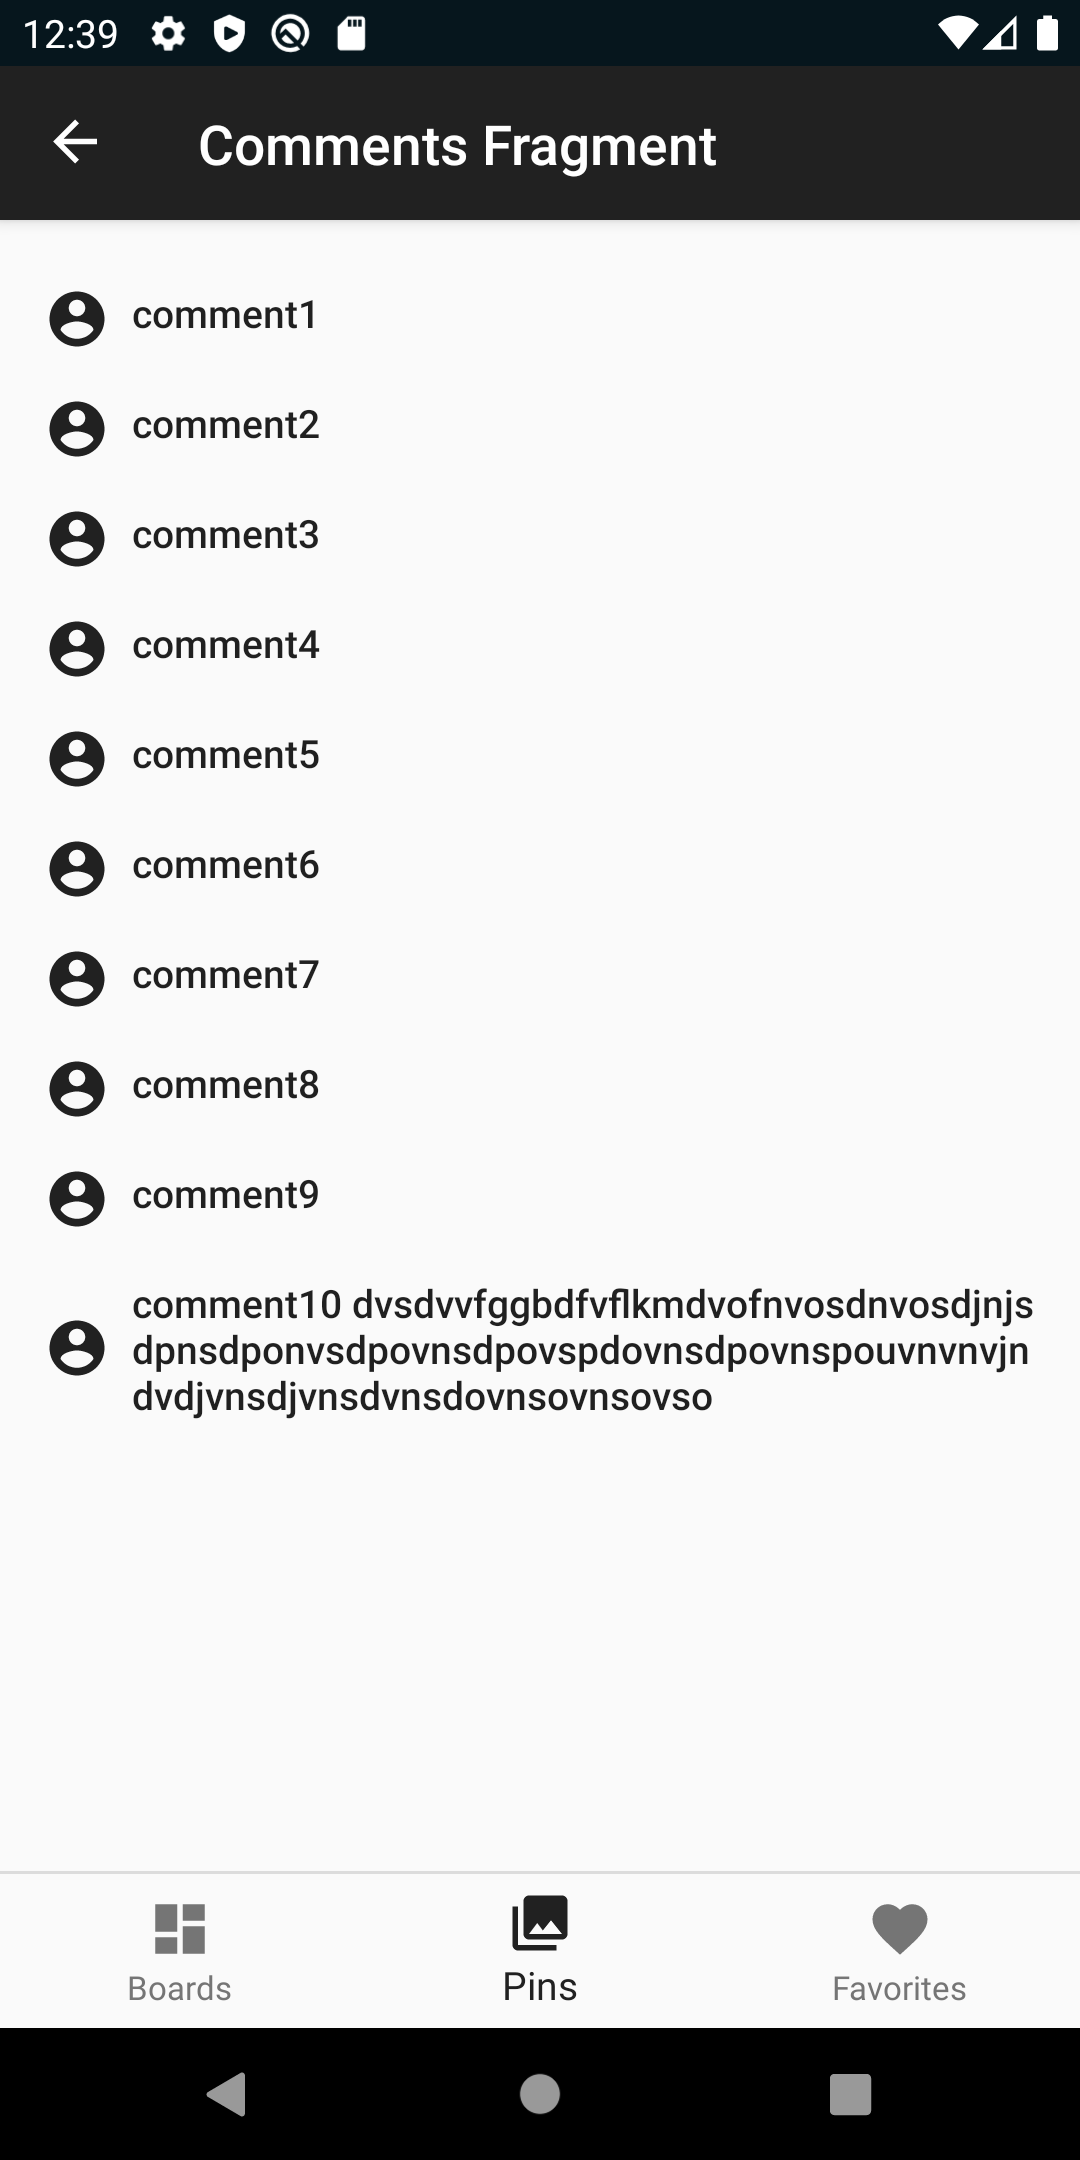 12:39
Comments Fragment
comment1
comment2
comment3
comment4
comment5
comment6
comment7
comment8
comment9
comment10 dvsdvvfggbdfvflkmdvofnvosdnvosdjnjs
dpnsdponvsdpovnsdpovspdovnsdpovnspouvnvnvjn
dvdjvnsdjvnsdvnsdovnsovnsovso
Boards
Pins
Favorites